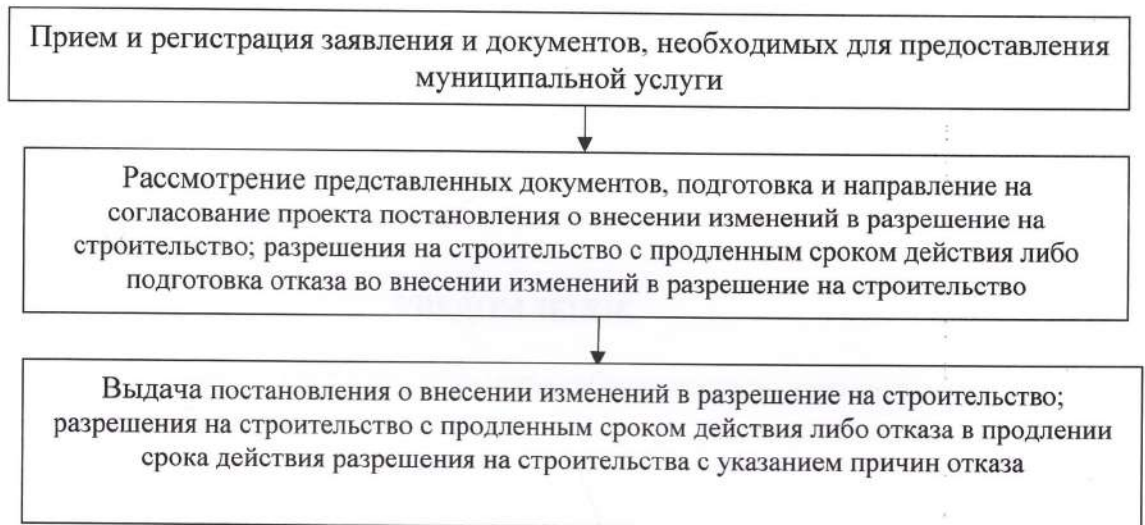 Прием и регистрация заявления и документов, необходимых для предоставления
муниципальной услуги
Рассмотрение представленных документов, подготовка и направление на
согласование проекта постановления о внесении изменений в разрешение на
строительство; разрешения на строительство с продленным сроком действия либо
подготовка отказа во внесении изменений в разрешение на строительство
Выдача постановления о внесении изменений в разрешение на строительство;
разрешения на строительство с продленным сроком действия либо отказа в продлении
срока действия разрешения на строительства с указанием причин отказа